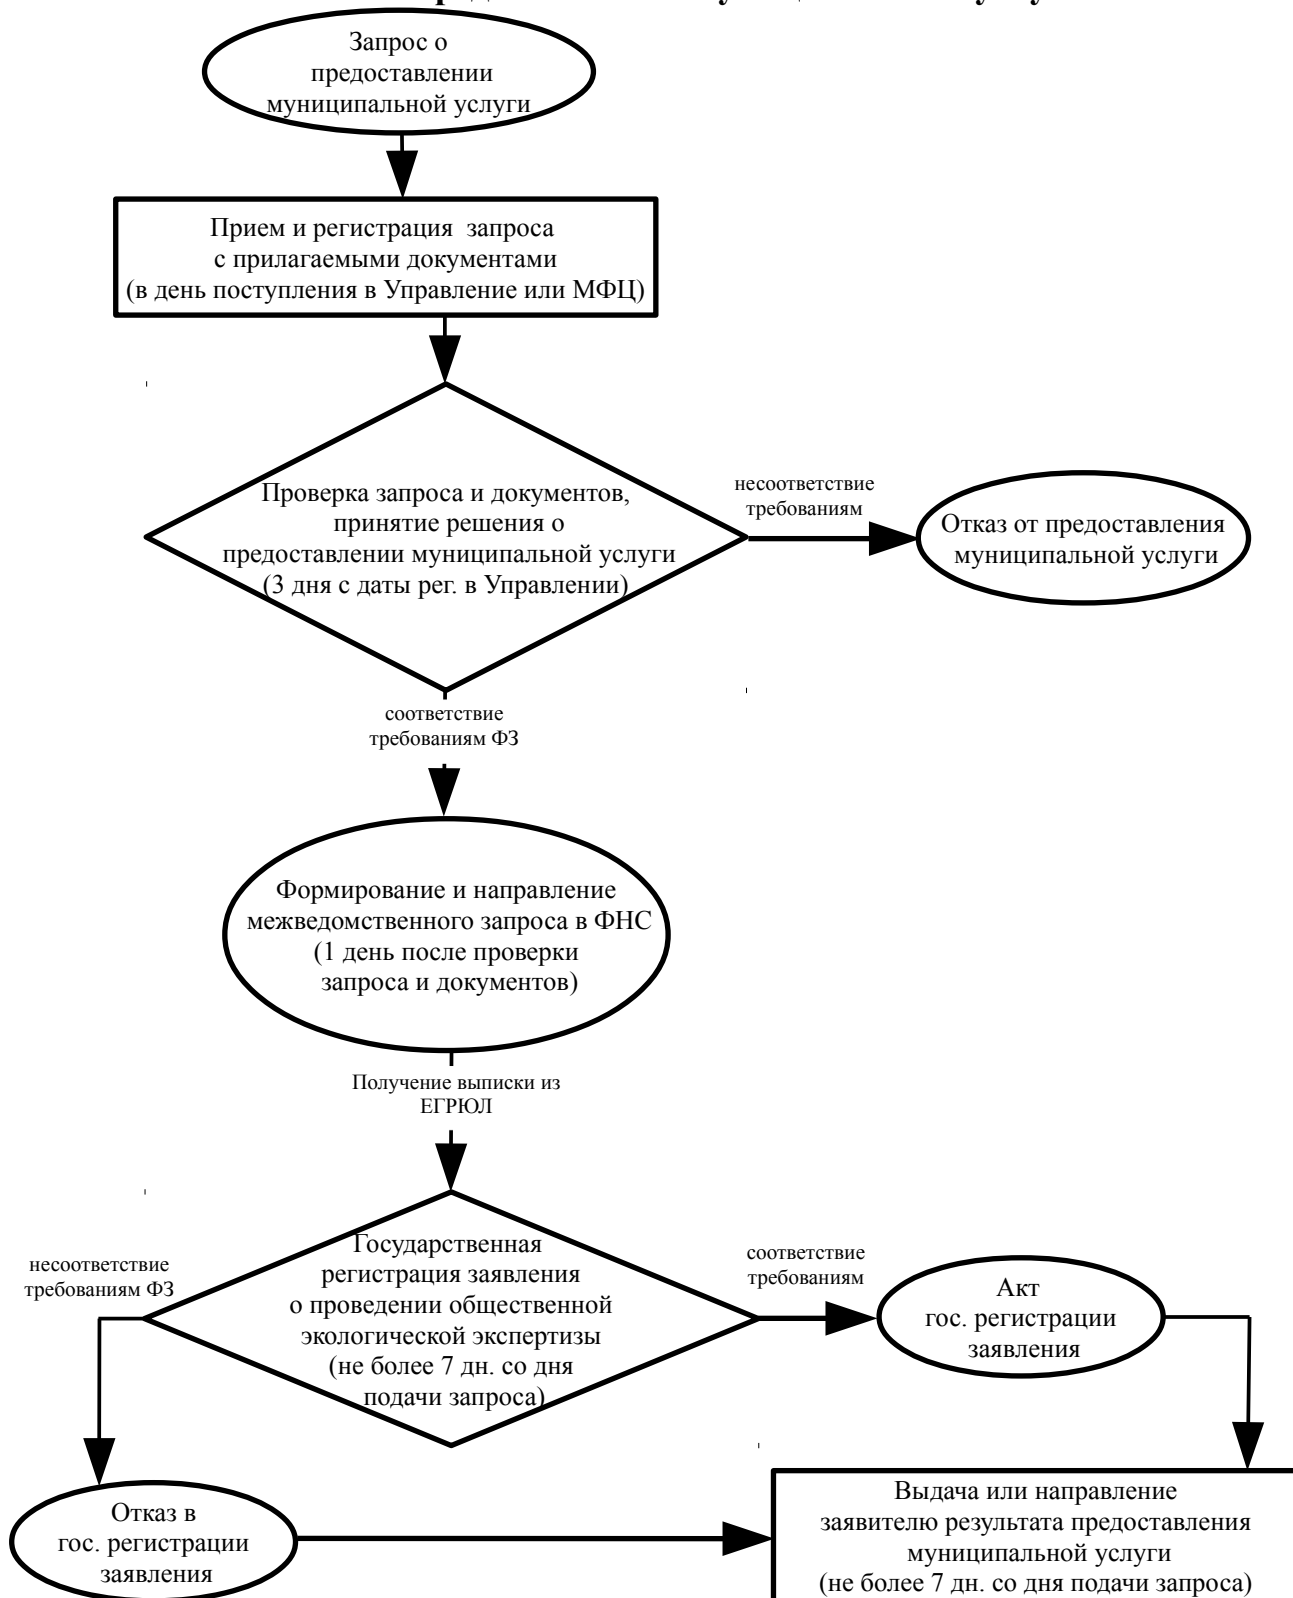 Запрос о
предоставлении
муниципальной услуги
Прием и регистрация запроса
с прилагаемыми документами
(в день поступления в Управление или МФЦ)
Проверка запроса и документов,
принятие решения о
предоставлении муниципальной услуги
(3 дня с даты рег. в Управлении)
несоответствие
требованиям
Отказ от предоставления
муниципальной услуги
соответствие
требованиям ФЗ
Формирование и направление
межведомственного запроса в ФНС
(1 день после проверки
запроса и документов)
Получение выписки из
ЕГРЮЛ
несоответствие
требованиям ФЗ
Государственная
регистрация заявления
о проведении общественной
экологической экспертизы
(не более 7 дн. со дня
подачи запроса)
соответствие
требованиям
Акт
гос. регистрации
заявления
Отказ в
гос. регистрации
заявления
Выдача или направление
заявителю результата предоставления
муниципальной услуги
(не более 7 дн. со дня подачи запроса)